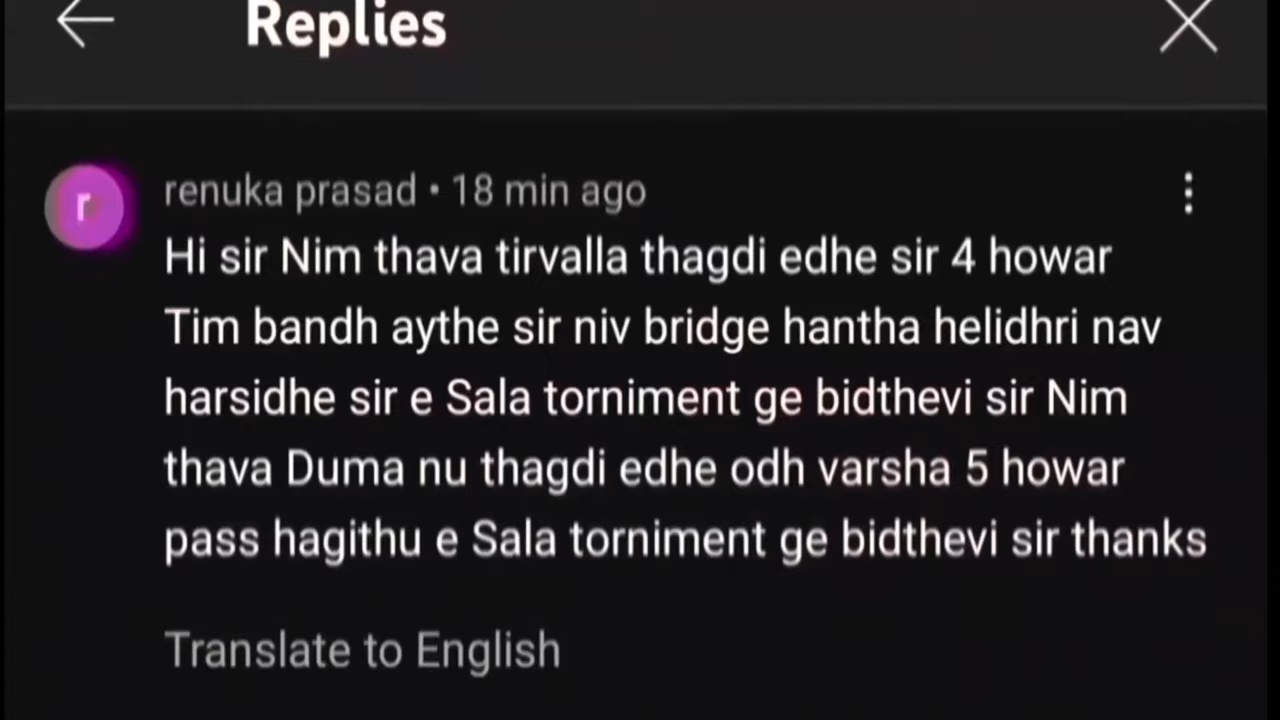 Replies
r
renuka prasad • 18 min ago
Hi sir Nim thava tirvalla thagdi edhe sir 4 howar
Tim bandh aythe sir niv bridge hantha helidhri nav
harsidhe sir e Sala torniment ge bidthevi sir Nim
thava Duma nu thagdi edhe odh varsha 5 howar
pass hagithu e Sala torniment ge bidthevi sir thanks
Translate to English